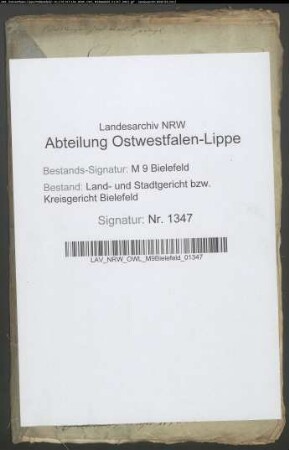 Landesarchiv NRW
Abteilung Ostwestfalen-Lippe
Bestands-Signatur: M 9 Bielefeld
Bestand: Land- und Stadtgericht bzw.
Kreisgericht Bielefeld
Signatur: Nr. 1347
LAV_NRW_OWL_M9Bielefeld_01347